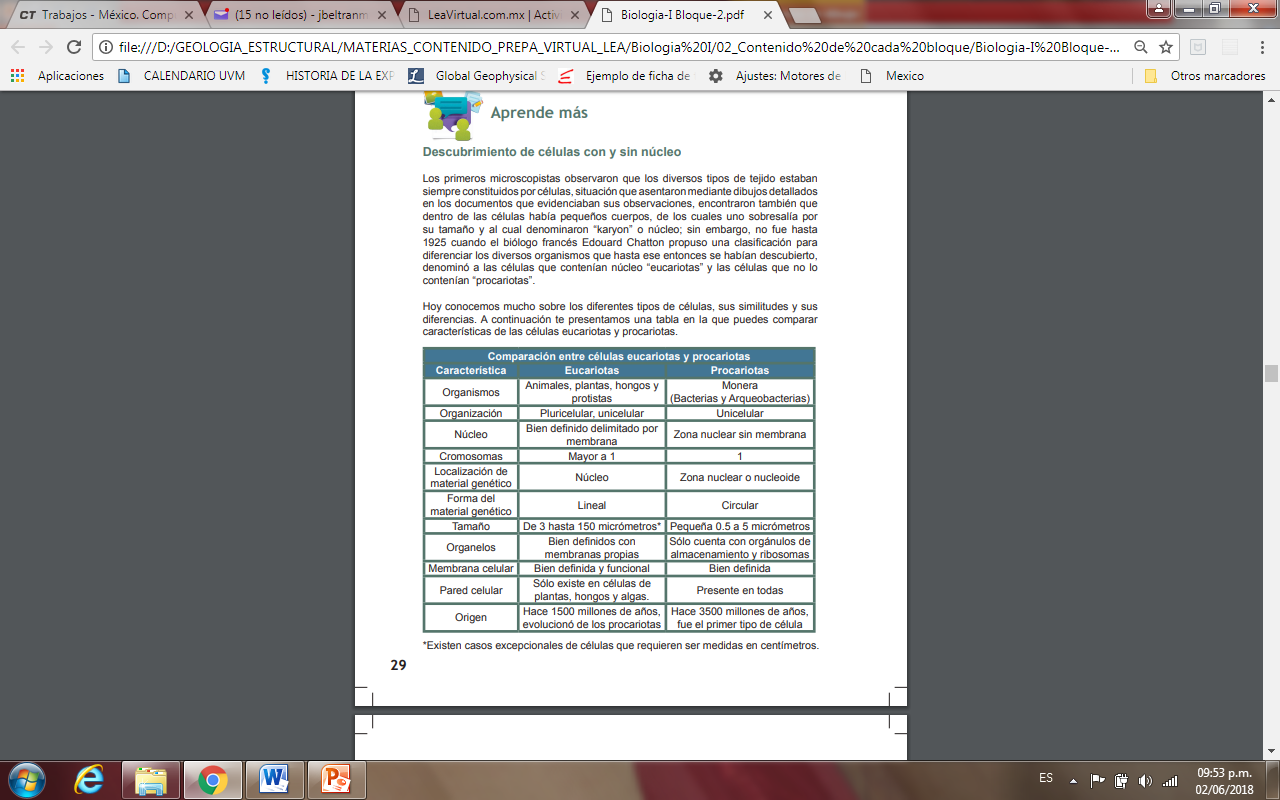 CT Trabajos - México. Comp
(15 no leídos) - jbeltranm
LeaVirtual.com.mx | Activi
Biologia-I Bloque-2.pdf
file:///D:/GEOLOGIA_ESTRUCTURAL/MATERIAS_CONTENIDO_PREPA_VIRTUAL_LEA/Biologia%20I/02_Contenido%20de%20cada%20bloque/Biologia-I%20Bloque-...
Aplicaciones CALENDARIO UVM HISTORIA DE LA EXP Global Geophysical S Ejemplo de ficha de Ajustes: Motores de Mexico Otros marcadores
Aprende más
Descubrimiento de células con y sin núcleo
Los primeros microscopistas observaron que los diversos tipos de tejido estaban
siempre constituidos por células, situación que asentaron mediante dibujos detallados
en los documentos que evidenciaban sus observaciones, encontraron también que
dentro de las células había pequeños cuerpos, de los cuales uno sobresalía por
su tamaño y al cual denominaron “karyon” o núcleo; sin embargo, no fue hasta
1925 cuando el biólogo francés Edouard Chatton propuso una clasificación para
diferenciar los diversos organismos que hasta ese entonces se habían descubierto,
denominó a las células que contenían núcleo “eucariotas” y las células que no lo
contenían “procariotas”.
Hoy conocemos mucho sobre los diferentes tipos de células, sus similitudes y sus
diferencias. A continuación te presentamos una tabla en la que puedes comparar
características de las células eucariotas y procariotas.
Comparación entre células eucariotas y procariotas
Característica Eucariotas Procariotas
Organismos Animales, plantas, hongos y protistas Monera (Bacterias y Arqueobacterias)
Organización Pluricelular, unicelular Unicelular
Núcleo Bien definido delimitado por membrana Zona nuclear sin membrana
Cromosomas Mayor a 1 1
Localización de material genético Núcleo Zona nuclear o nucleoide
Forma del material genético Lineal Circular
Tamaño De 3 hasta 150 micrómetros* Pequeña 0.5 a 5 micrómetros
Organelos Bien definidos con membranas propias Sólo cuenta con orgánulos de almacenamiento y ribosomas
Membrana celular Bien definida y funcional Bien definida
Pared celular Sólo existe en células de plantas, hongos y algas. Presente en todas
Origen Hace 1500 millones de años, evolucionó de los procariotas Hace 3500 millones de años, fue el primer tipo de célula
*Existen casos excepcionales de células que requieren ser medidas en centímetros.
29
ES
09:53 p.m.
02/06/2018